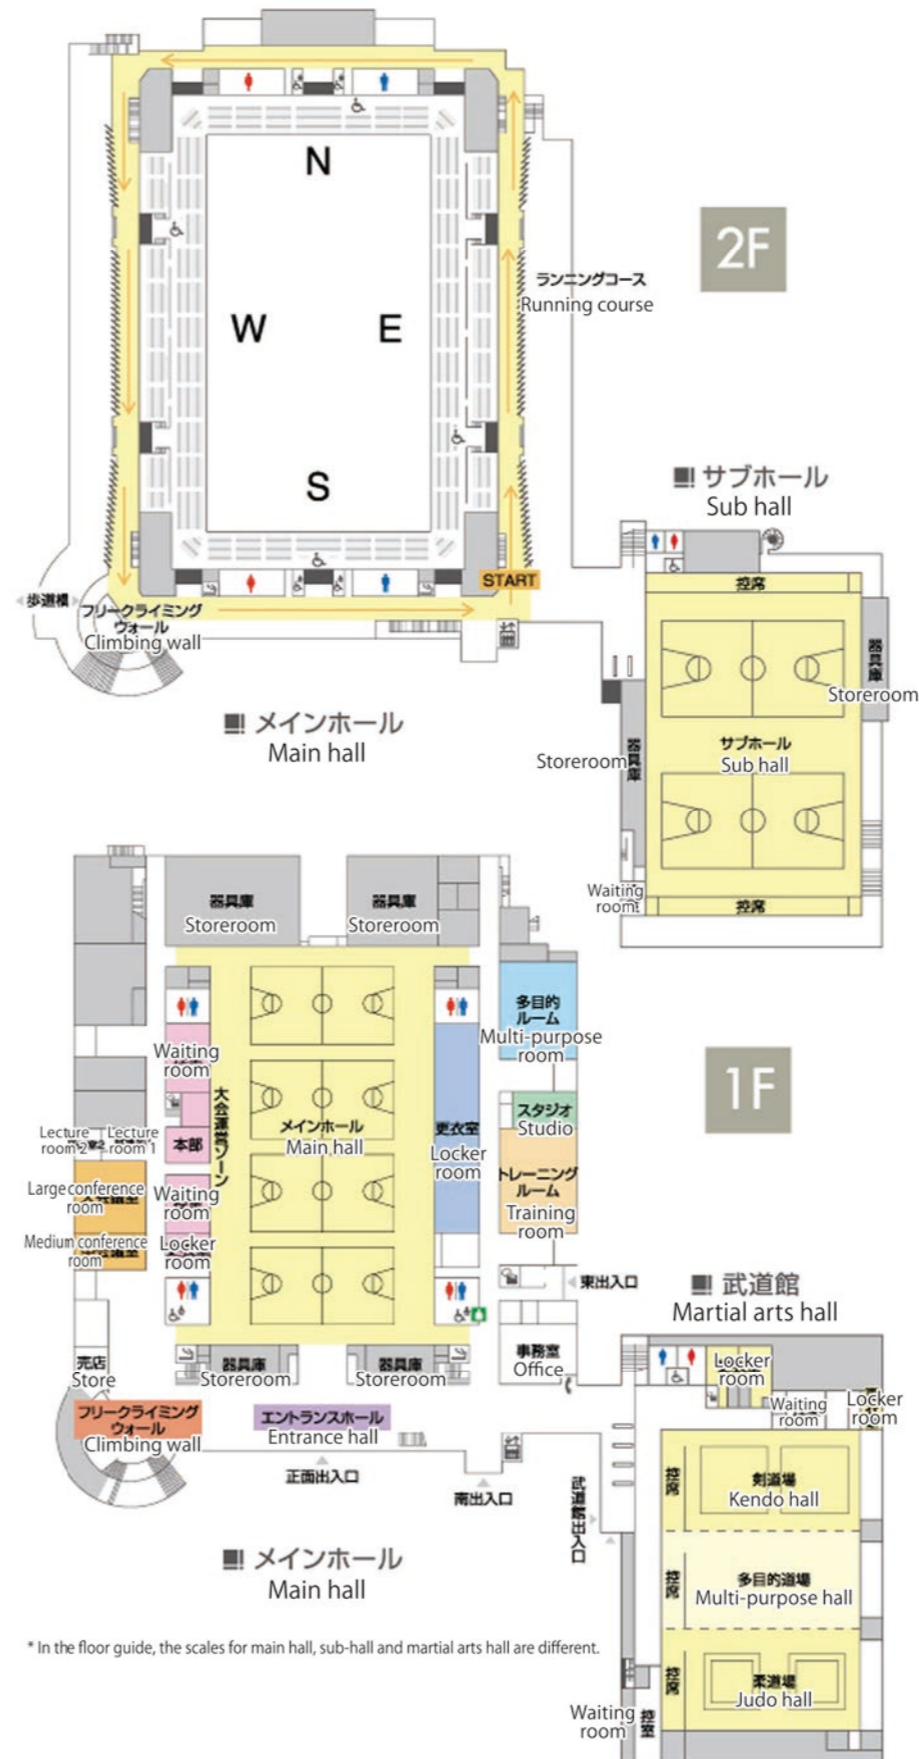 N
W
E
S
2F
ランニングコース
Running course
START
歩道橋
フリークライミング
ウォール
Climbing wall
メインホール
Main hall
サブホール
Sub hall
控席
器具庫
Storeroom
サブホール
Sub hall
Storeroom
器具庫
Waiting
room
控席
1F
器具庫
Storeroom
器具庫
Storeroom
多目的
ルーム
Multi-purpose
room
Waiting
room
大会運営ゾーン
メインホール
Main hall
更衣室
Locker
room
スタジオ
Studio
トレーニング
ルーム
Training
room
Lecture
room 2
Lecture
room 1
本部
Large conference
room
Waiting
room
Medium conference
room
Locker
room
東出入口
売店
Store
器具庫
Storeroom
器具庫
Storeroom
事務室
Office
フリークライミング
ウォール
Climbing wall
エントランスホール
Entrance hall
正面出入口
南出入口
メインホール
Main hall
武道館
Martial arts hall
Locker
room
Waiting
room
Locker
room
武道館出入口
控席
剣道場
Kendo hall
控席
多目的道場
Multi-purpose hall
控席
柔道場
Judo hall
Waiting
room
控室
* In the floor guide, the scales for main hall, sub-hall and martial arts hall are different.